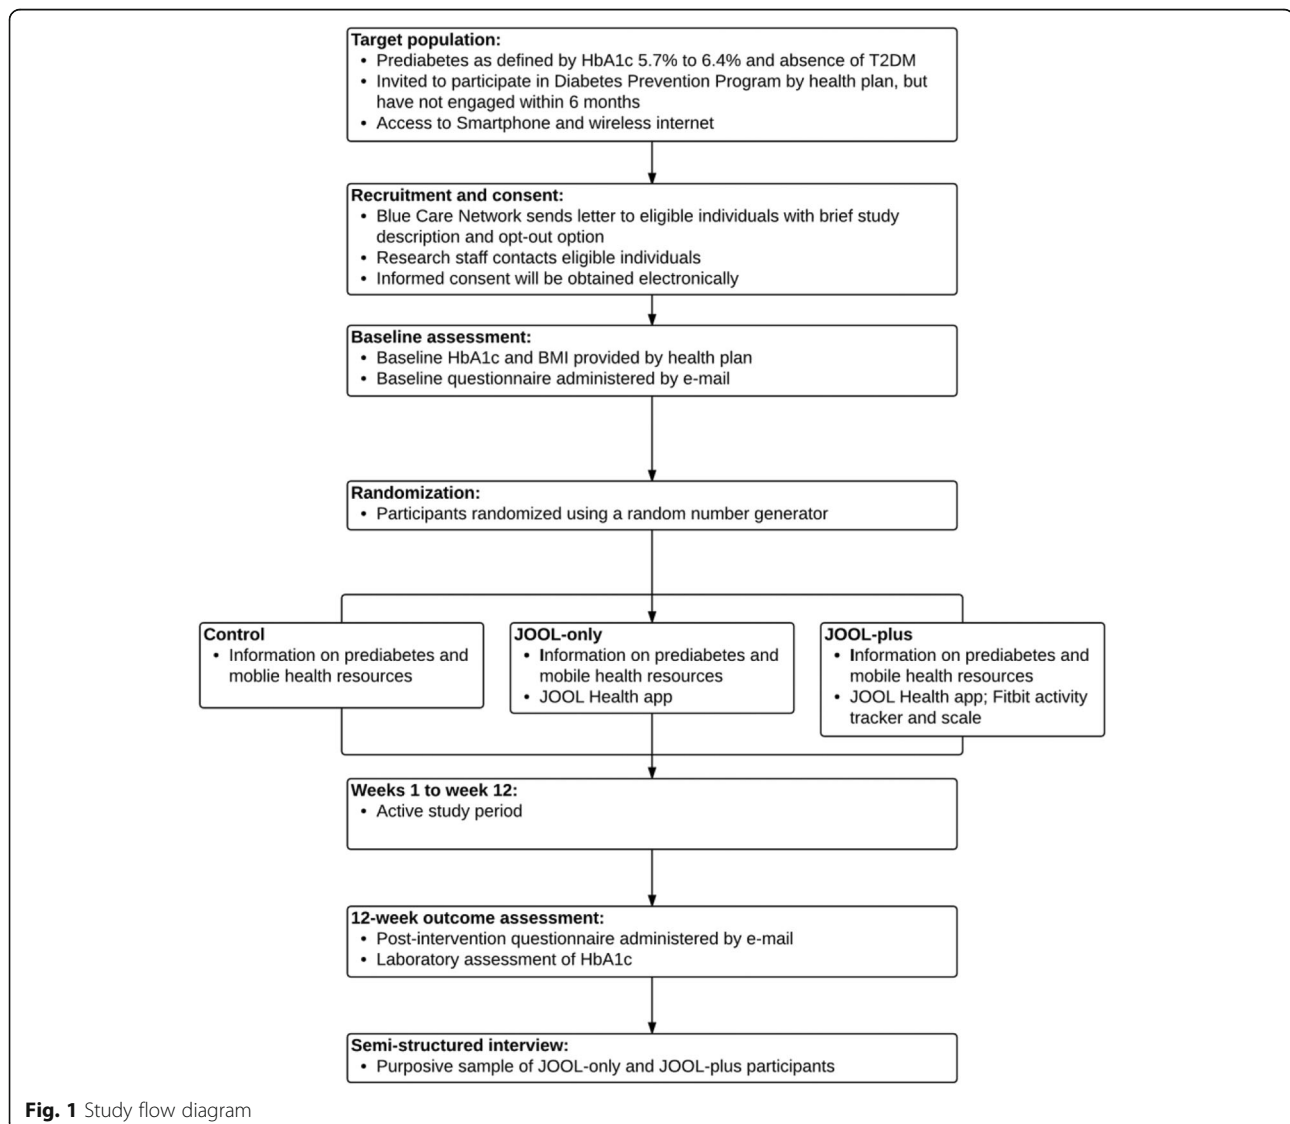 Target population:
• Prediabetes as defined by HbA1c 5.7% to 6.4% and absence of T2DM
• Invited to participate in Diabetes Prevention Program by health plan, but
have not engaged within 6 months
• Access to Smartphone and wireless internet
Recruitment and consent:
• Blue Care Network sends letter to eligible individuals with brief study
description and opt-out option
• Research staff contacts eligible individuals
• Informed consent will be obtained electronically
Baseline assessment:
• Baseline HbA1c and BMI provided by health plan
• Baseline questionnaire administered by e-mail
Randomization:
• Participants randomized using a random number generator
Control
• Information on prediabetes and
moblie health resources
JOOL-only
• Information on prediabetes and
mobile health resources
• JOOL Health app
JOOL-plus
• Information on prediabetes and
mobile health resources
• JOOL Health app; Fitbit activity
tracker and scale
Weeks 1 to week 12:
• Active study period
12-week outcome assessment:
• Post-intervention questionnaire administered by e-mail
• Laboratory assessment of HbA1c
Semi-structured interview:
• Purposive sample of JOOL-only and JOOL-plus participants
Fig. 1 Study flow diagram